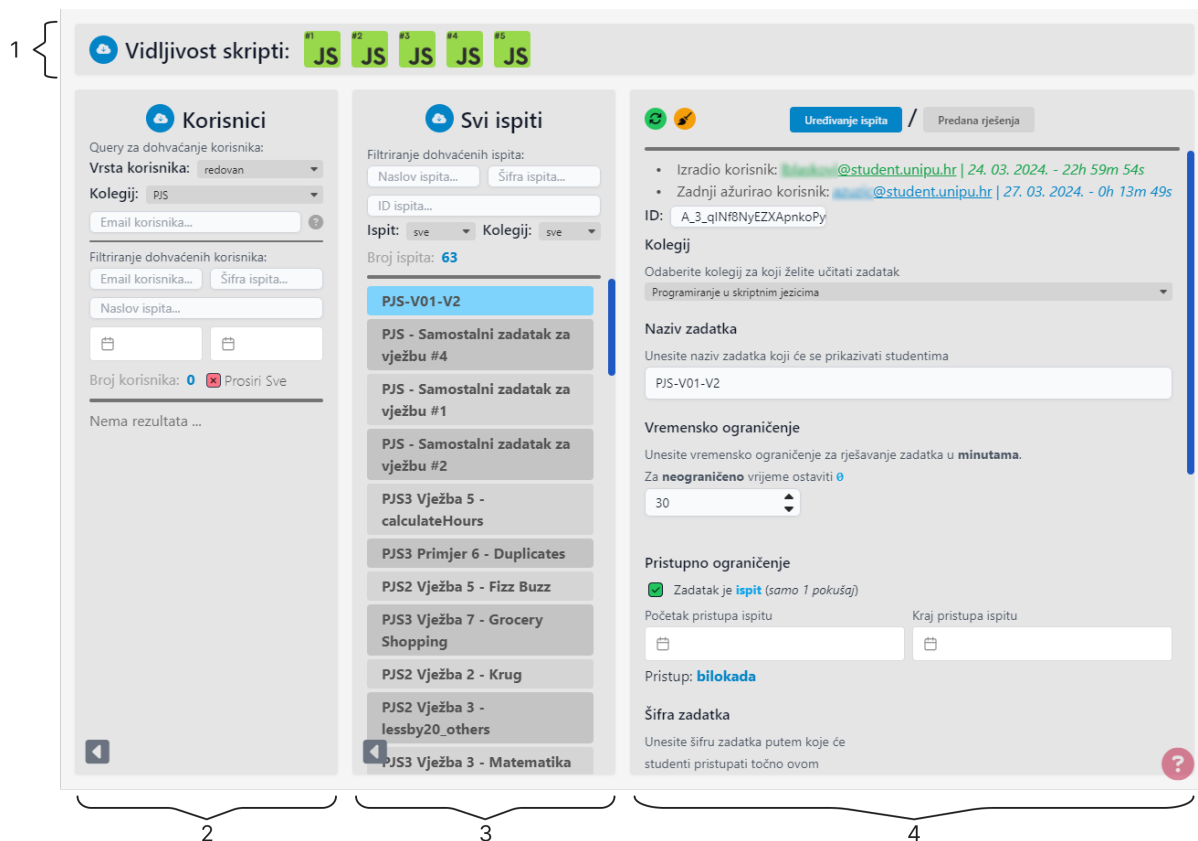 1
Vidljivost skripti:
#1 JS
#2 JS
#3 JS
#4 JS
#5 JS
Korisnici
Query za dohvaćanje korisnika:
Vrsta korisnika: redovan
Kolegij: PJS
Email korisnika...
?
Filtriranje dohvaćenih korisnika:
Email korisnika... Šifra ispita...
Naslov ispita...
Broj korisnika: 0 Prosiri Sve
Nema rezultata ...
2
Svi ispiti
Filtriranje dohvaćenih ispita:
Naslov ispita... Šifra ispita...
ID ispita...
Ispit: sve Kolegij: sve
Broj ispita: 63
PJS-V01-V2
PJS - Samostalni zadatak za
vježbu #4
PJS - Samostalni zadatak za
vježbu #1
PJS - Samostalni zadatak za
vježbu #2
PJS3 Vježba 5 -
calculateHours
PJS3 Primjer 6 - Duplicates
PJS2 Vježba 5 - Fizz Buzz
PJS3 Vježba 7 - Grocery
Shopping
PJS2 Vježba 2 - Krug
PJS2 Vježba 3 -
lessby20_others
PJS3 Vježba 3 - Matematika
3
Uređivanje ispita / Predana rješenja
• Izradio korisnik: @student.unipu.hr | 24. 03. 2024. - 22h 59m 54s
• Zadnji ažurirao korisnik: @student.unipu.hr | 27. 03. 2024. - 0h 13m 49s
ID: A_3_qINf8NyEZXApnkoPy
Kolegij
Odaberite kolegij za koji želite učitati zadatak
Programiranje u skriptnim jezicima
Naziv zadatka
Unesite naziv zadatka koji će se prikazivati studentima
PJS-V01-V2
Vremensko ograničenje
Unesite vremensko ograničenje za rješavanje zadatka u minutama.
Za neograničeno vrijeme ostaviti 0
30
Pristupno ograničenje
Zadatak je ispit (samo 1 pokušaj)
Početak pristupa ispitu Kraj pristupa ispitu
Pristup: bilokada
Šifra zadatka
Unesite šifru zadatka putem koje će
studenti pristupati točno ovom
?
4